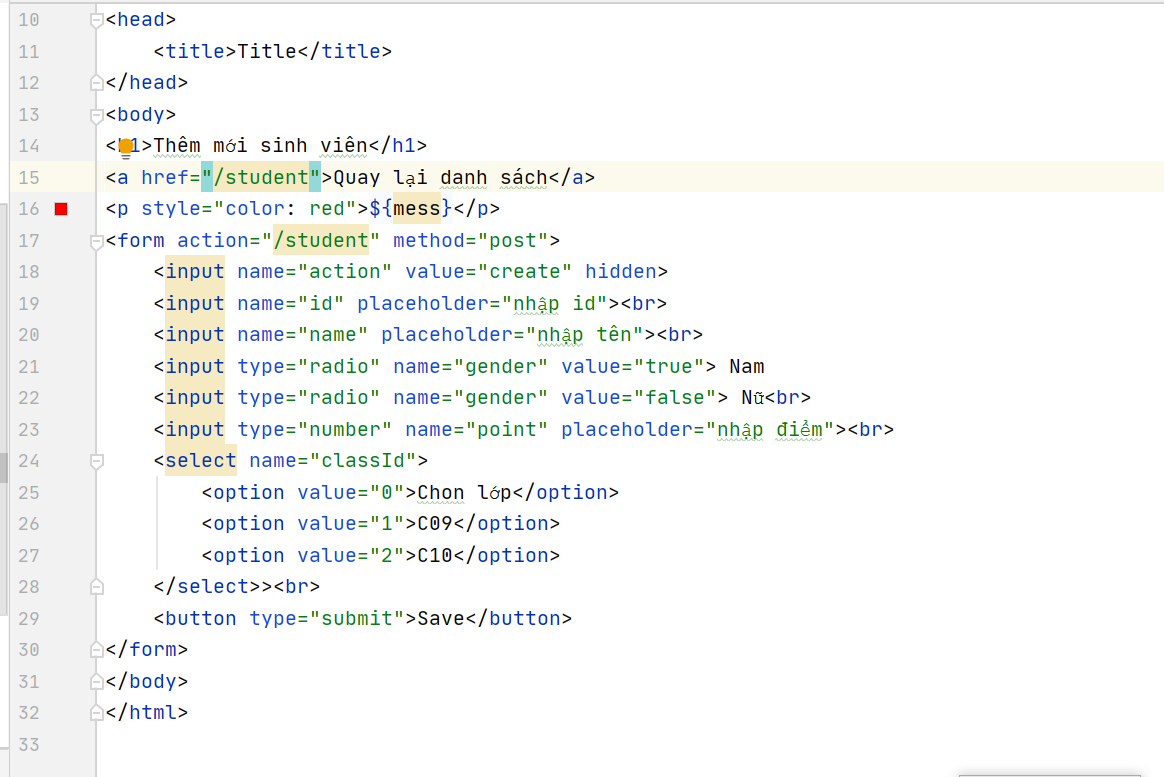 10 <head>
11     <title>Title</title>
12 </head>
13 <body>
14 <h1>Thêm mới sinh viên</h1>
15 <a href="/student">Quay lại danh sách</a>
16 <p style="color: red">${mess}</p>
17 <form action="/student" method="post">
18     <input name="action" value="create" hidden>
19     <input name="id" placeholder="nhập id"><br>
20     <input name="name" placeholder="nhập tên"><br>
21     <input type="radio" name="gender" value="true"> Nam
22     <input type="radio" name="gender" value="false"> Nữ<br>
23     <input type="number" name="point" placeholder="nhập điểm"><br>
24     <select name="classId">
25         <option value="0">Chon lớp</option>
26         <option value="1">C09</option>
27         <option value="2">C10</option>
28     </select>><br>
29     <button type="submit">Save</button>
30 </form>
31 </body>
32 </html>
33